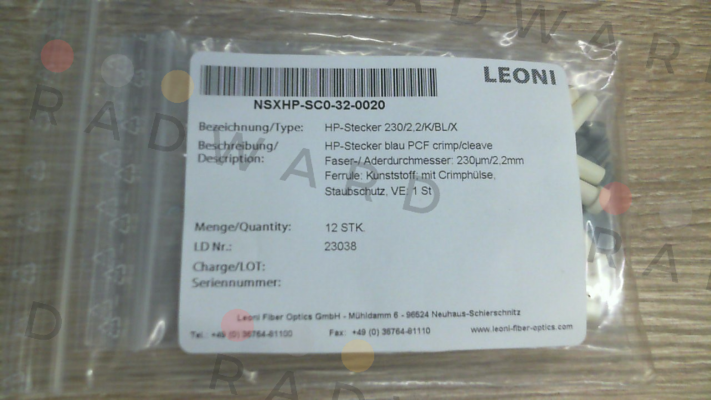 LEONI
NSXHP-SC0-32-0020
Bezeichnung/Type: HP-Stecker 230/2,2/K/BL/X
Beschreibung/ HP-Stecker blau PCF crimp/cleave
Description: Faser-/ Aderdurchmesser: 230µm/2,2mm
Ferrule: Kunststoff; mit Crimphülse,
Staubschutz, VE: 1 St
Menge/Quantity: 12 STK.
LD Nr.: 23038
Charge/LOT:
Seriennummer:
Leoni Fiber Optics GmbH - Mühldamm 6 - 96524 Neuhaus-Schierschnitz
Tel.: +49 (0) 36764-81100 Fax: +49 (0) 36764-81110 www.leoni-fiber-optics.com
RADWARD
RADWARD